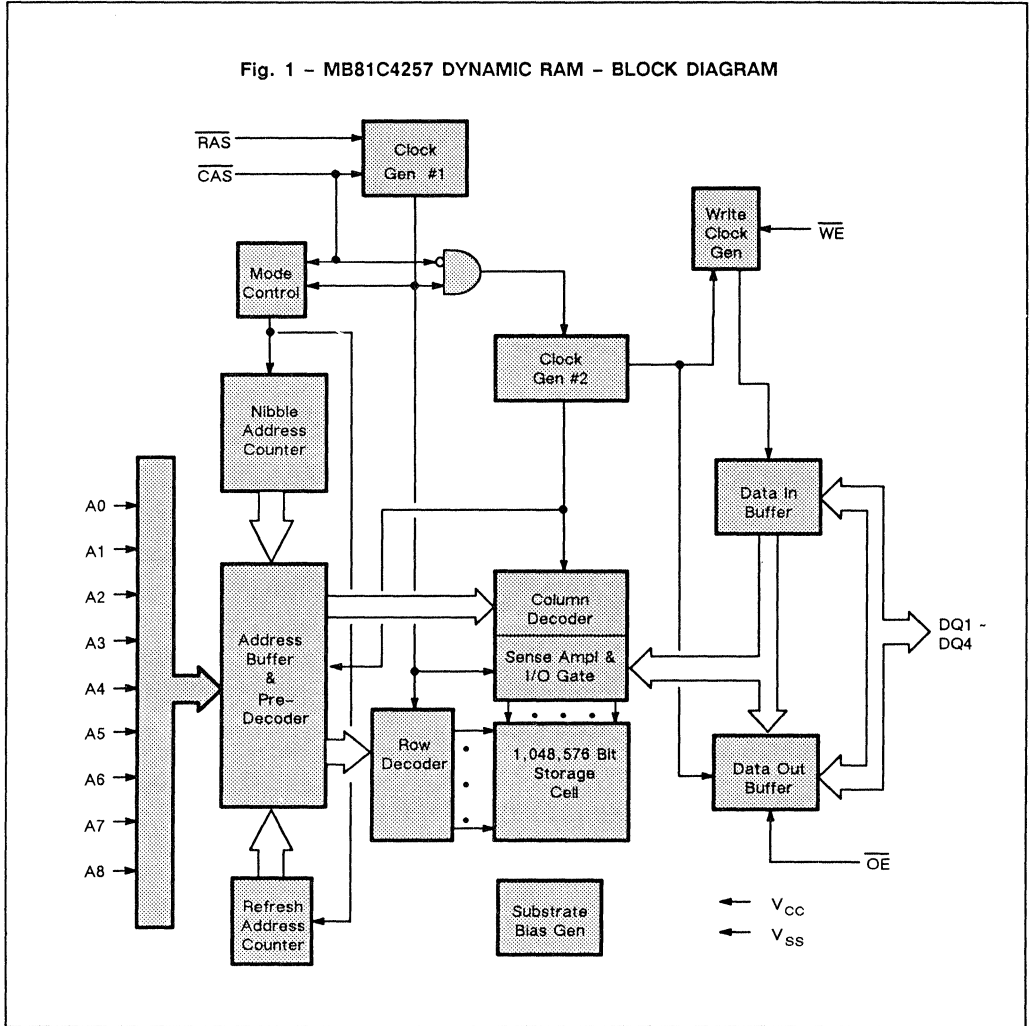 Fig. 1 – MB81C4257 DYNAMIC RAM – BLOCK DIAGRAM
RAS
CAS
Clock
Gen #1
Write
Clock
Gen
WE
Mode
Control
Clock
Gen #2
Nibble
Address
Counter
Data In
Buffer
A0
A1
A2
A3
A4
A5
A6
A7
A8
Address
Buffer
&
Pre-
Decoder
Column
Decoder
Sense Ampl &
I/O Gate
DQ1 ~
DQ4
Row
Decoder
1,048,576 Bit
Storage
Cell
Data Out
Buffer
OE
Refresh
Address
Counter
Substrate
Bias Gen
VCC
VSS